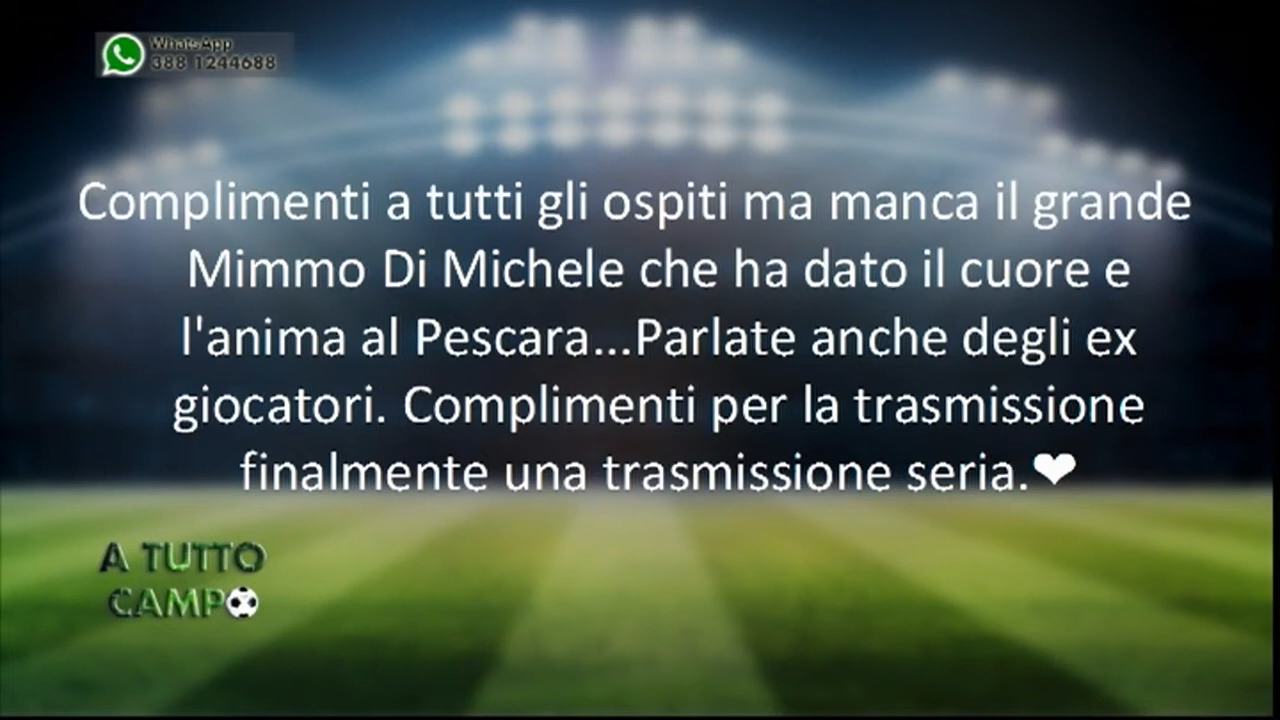 WhatsApp
388 1244688
Complimenti a tutti gli ospiti ma manca il grande
Mimmo Di Michele che ha dato il cuore e
l'anima al Pescara...Parlate anche degli ex
giocatori. Complimenti per la trasmissione
finalmente una trasmissione seria.❤
A TUTTO
CAMPO